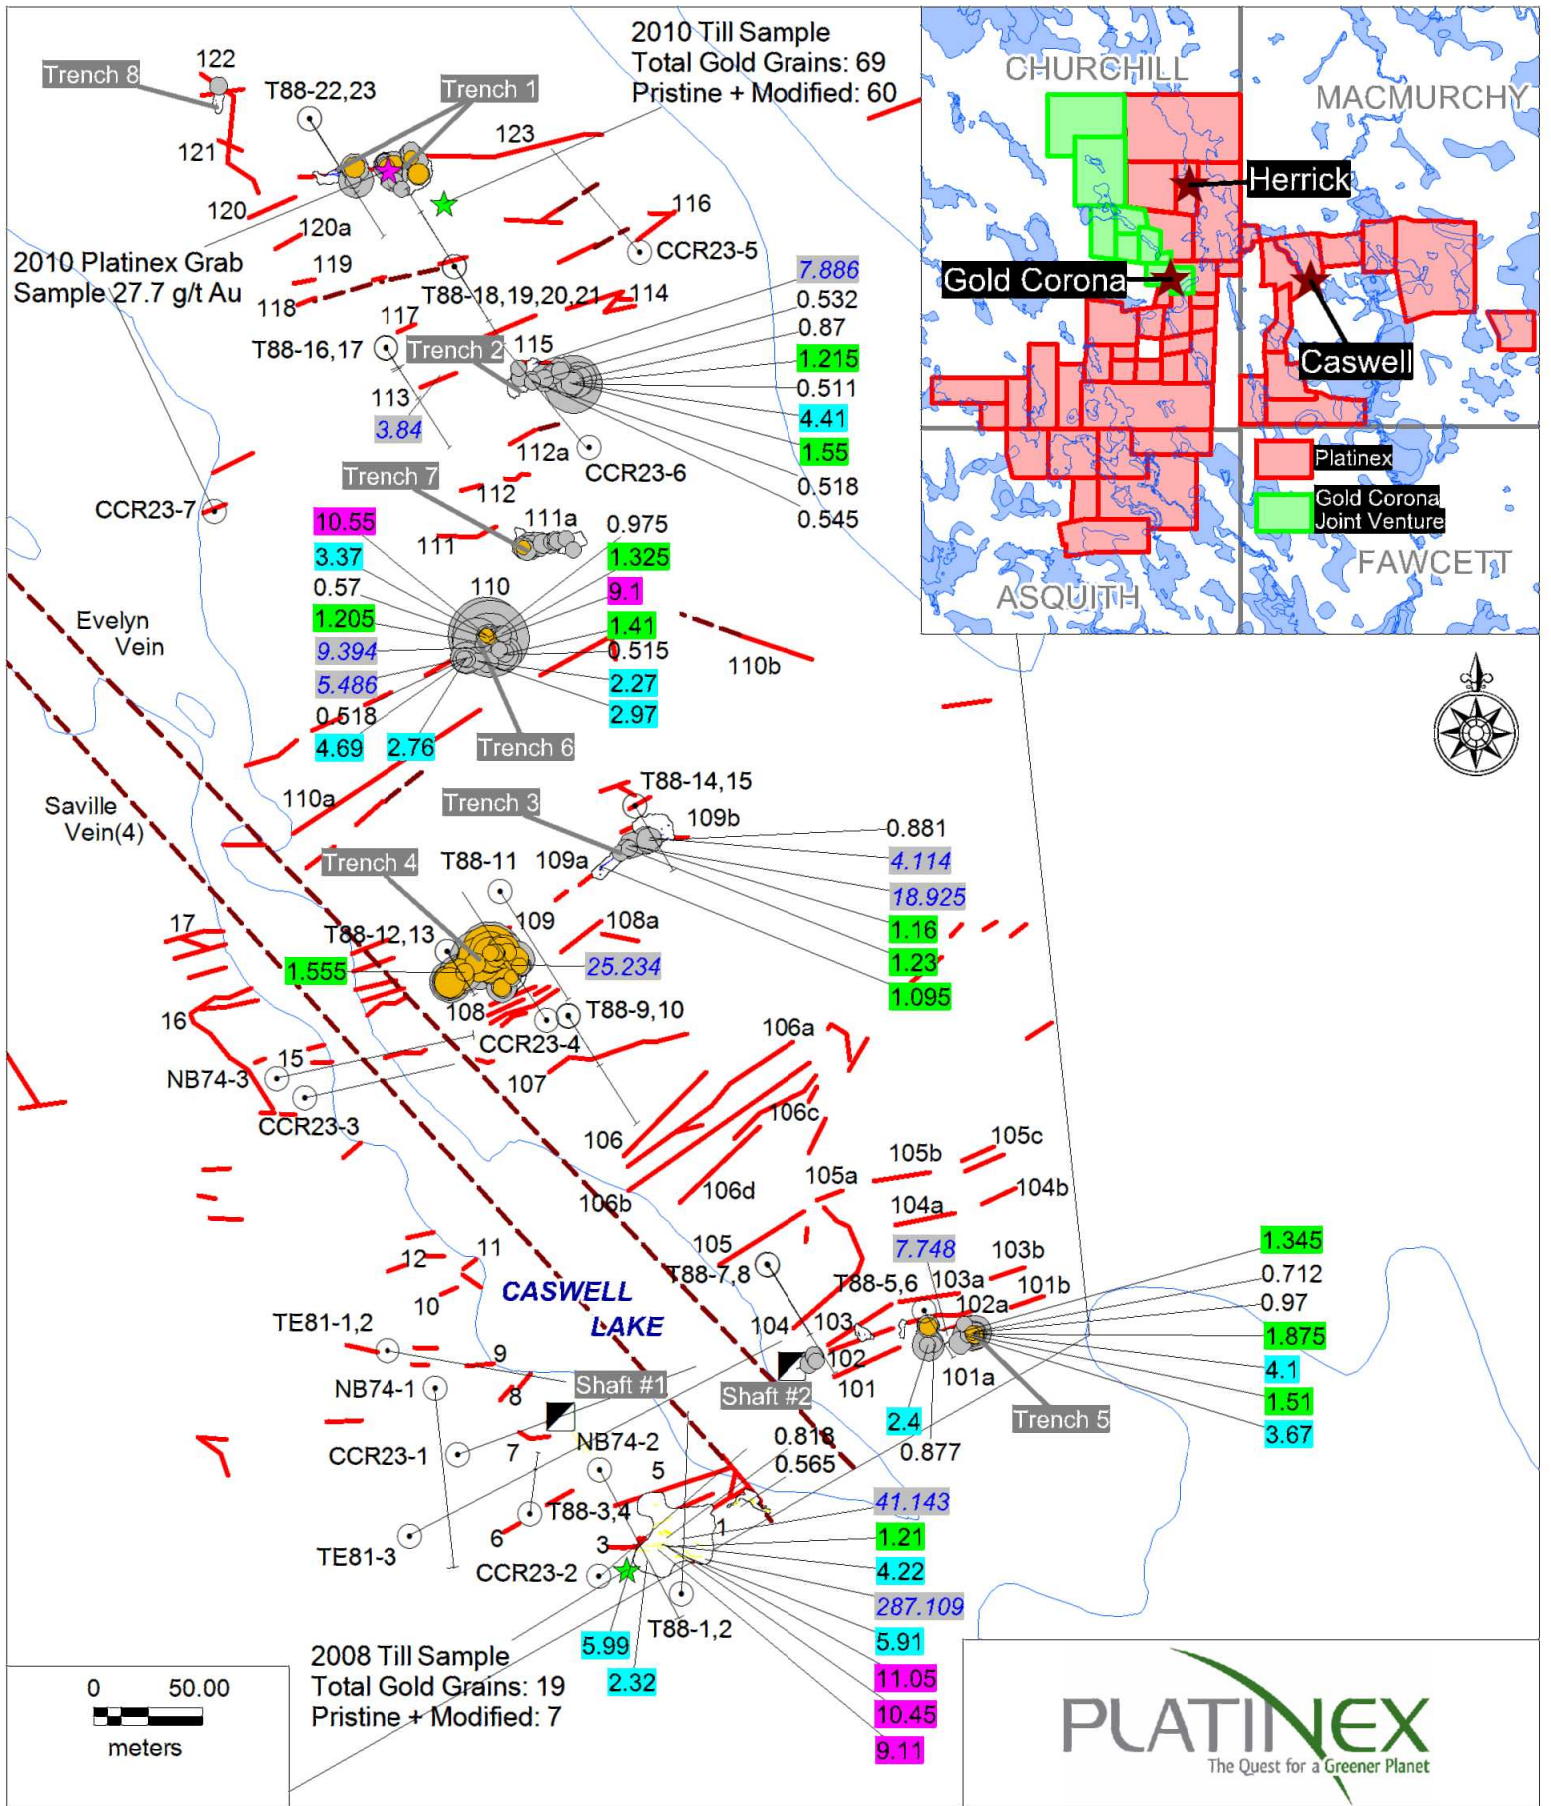 2010 Till Sample
Total Gold Grains: 69
Pristine + Modified: 60
122
Trench 8
T88-22,23
Trench 1
123
121
120
120a
116
CCR23-5
2010 Platinex Grab
Sample 27.7 g/t Au
119
118
T88-18,19,20,21
114
117
T88-16,17
Trench 2
115
113
3.84
7.886
0.532
0.87
1.215
0.511
4.41
1.55
0.518
0.545
112a
CCR23-6
Trench 7
112
CCR23-7
111
111a
10.55
3.37
0.57
1.205
9.394
5.486
0.518
4.69
2.76
110
0.975
1.325
9.1
1.41
0.515
2.27
2.97
Trench 6
110b
Evelyn
Vein
Saville
Vein(4)
110a
T88-14,15
Trench 3
109b
0.881
4.114
18.925
1.16
1.23
1.095
Trench 4
T88-11
109a
109
108a
17
T88-12,13
1.555
25.234
16
108
T88-9,10
CCR23-4
15
NB74-3
107
CCR23-3
106a
106c
106
106b
106d
105c
105b
105a
104b
104a
105
7.748
103b
T88-7,8
T88-5,6
103a
101b
102a
12
11
10
CASWELL
LAKE
104
103
102
101
101a
1.345
0.712
0.97
1.875
4.1
1.51
3.67
TE81-1,2
9
NB74-1
8
Shaft #1
Shaft #2
Trench 5
2.4
0.877
7
NB74-2
CCR23-1
0.818
0.565
5
T88-3,4
6
3
1
TE81-3
CCR23-2
T88-1,2
41.143
1.21
4.22
287.109
5.91
11.05
10.45
9.11
5.99
2.32
2008 Till Sample
Total Gold Grains: 19
Pristine + Modified: 7
0 50.00
meters
CHURCHILL
MACMURCHY
Herrick
Gold Corona
Caswell
Platinex
Gold Corona
Joint Venture
FAWCETT
ASQUITH
PLATINEX
The Quest for a Greener Planet